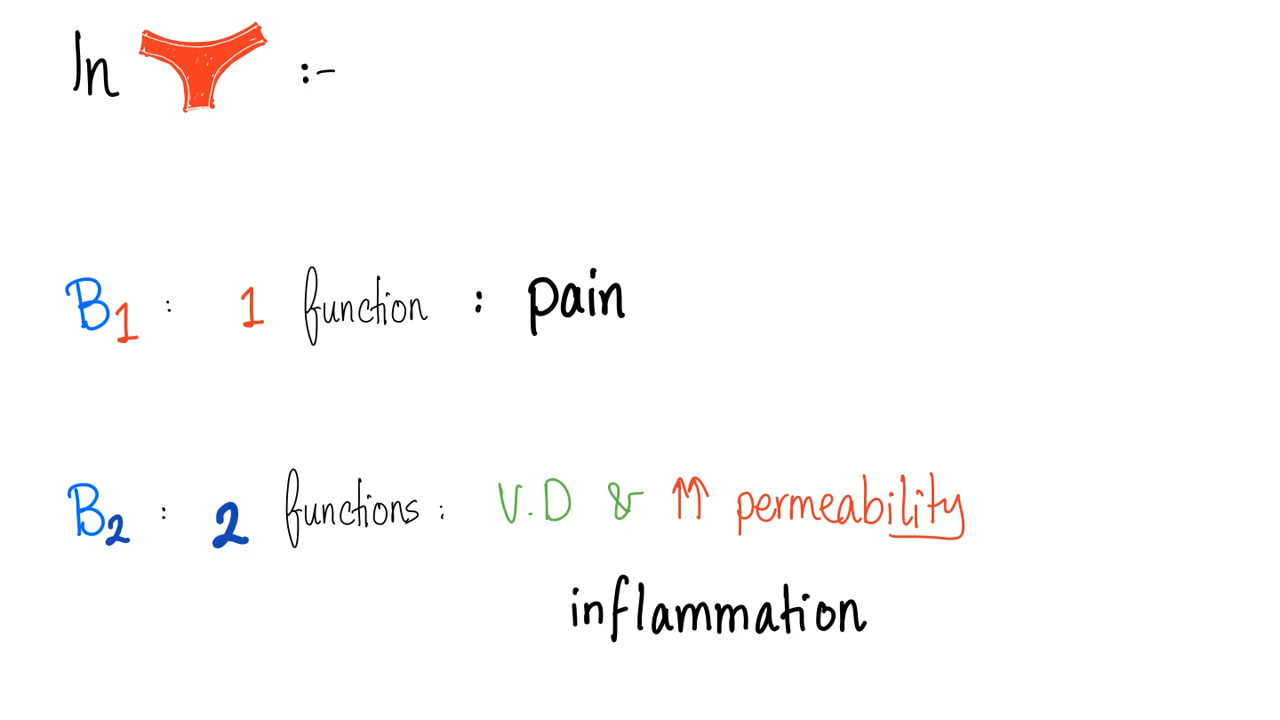 In :-
B1 : 1 function : pain
B2 : 2 functions : V.D & ↑↑ permeability
inflammation